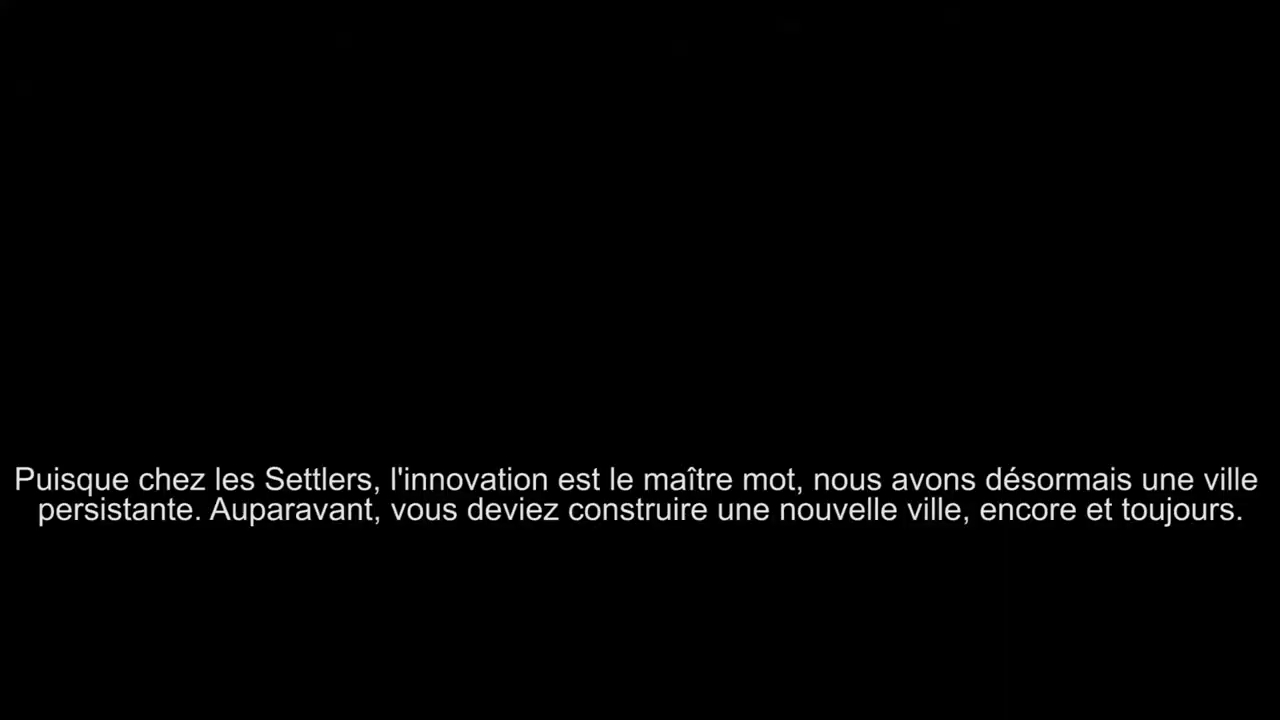 Puisque chez les Settlers, l'innovation est le maître mot, nous avons désormais une ville
persistante. Auparavant, vous deviez construire une nouvelle ville, encore et toujours.